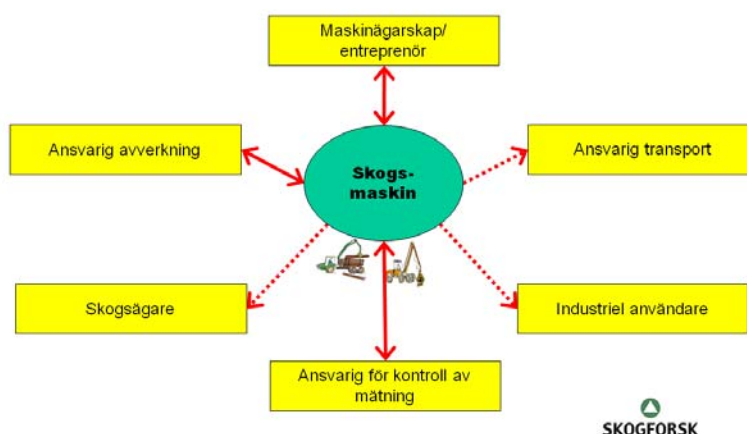 Maskinägarskap/
entreprenör
Ansvarig avverkning
Ansvarig transport
Skogs-
maskin
Skogsägare
Industriel användare
Ansvarig för kontroll av
mätning
SKOGFORSK